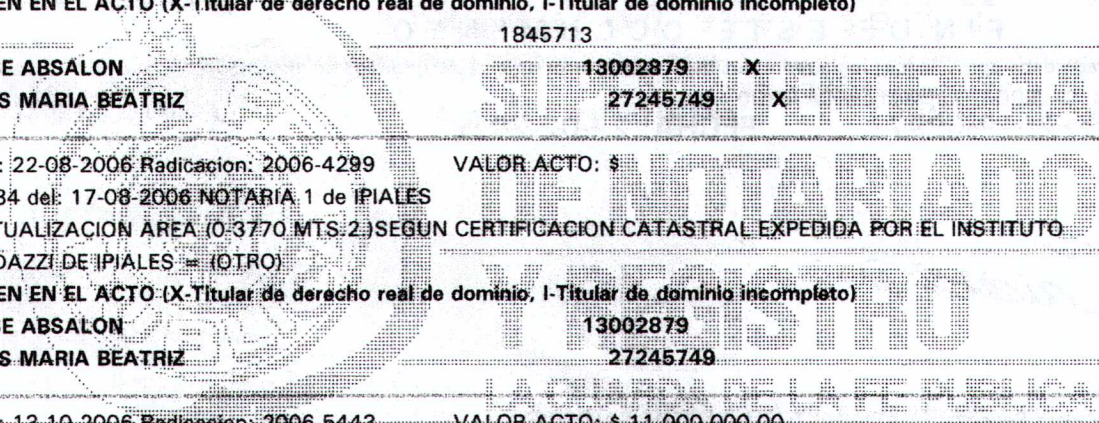 EN EN EL ACTO (X-Titular de derecho real de dominio, I-Titular de dominio incompleto)
1845713
SE ABSALON 13002879 X
S MARIA BEATRIZ 27245749 X
: 22-08-2006 Radicacion: 2006-4299 VALOR ACTO: $
34 del: 17-08-2006 NOTARIA 1 de IPIALES
TUALIZACION AREA (0-3770 MTS.2.)SEGUN CERTIFICACION CATASTRAL EXPEDIDA POR EL INSTITUTO
DAZZI DE IPIALES = (OTRO)
EN EN EL ACTO (X-Titular de derecho real de dominio, I-Titular de dominio incompleto)
SE ABSALON 13002879
S MARIA BEATRIZ 27245749
: 12-10-2006 Radicacion: 2006-5442 VALOR ACTO: $ 11,000,000.00
SUPERINTENDENCIA
DE NOTARIADO
Y REGISTRO
LA GUARDA DE LA FE PUBLICA